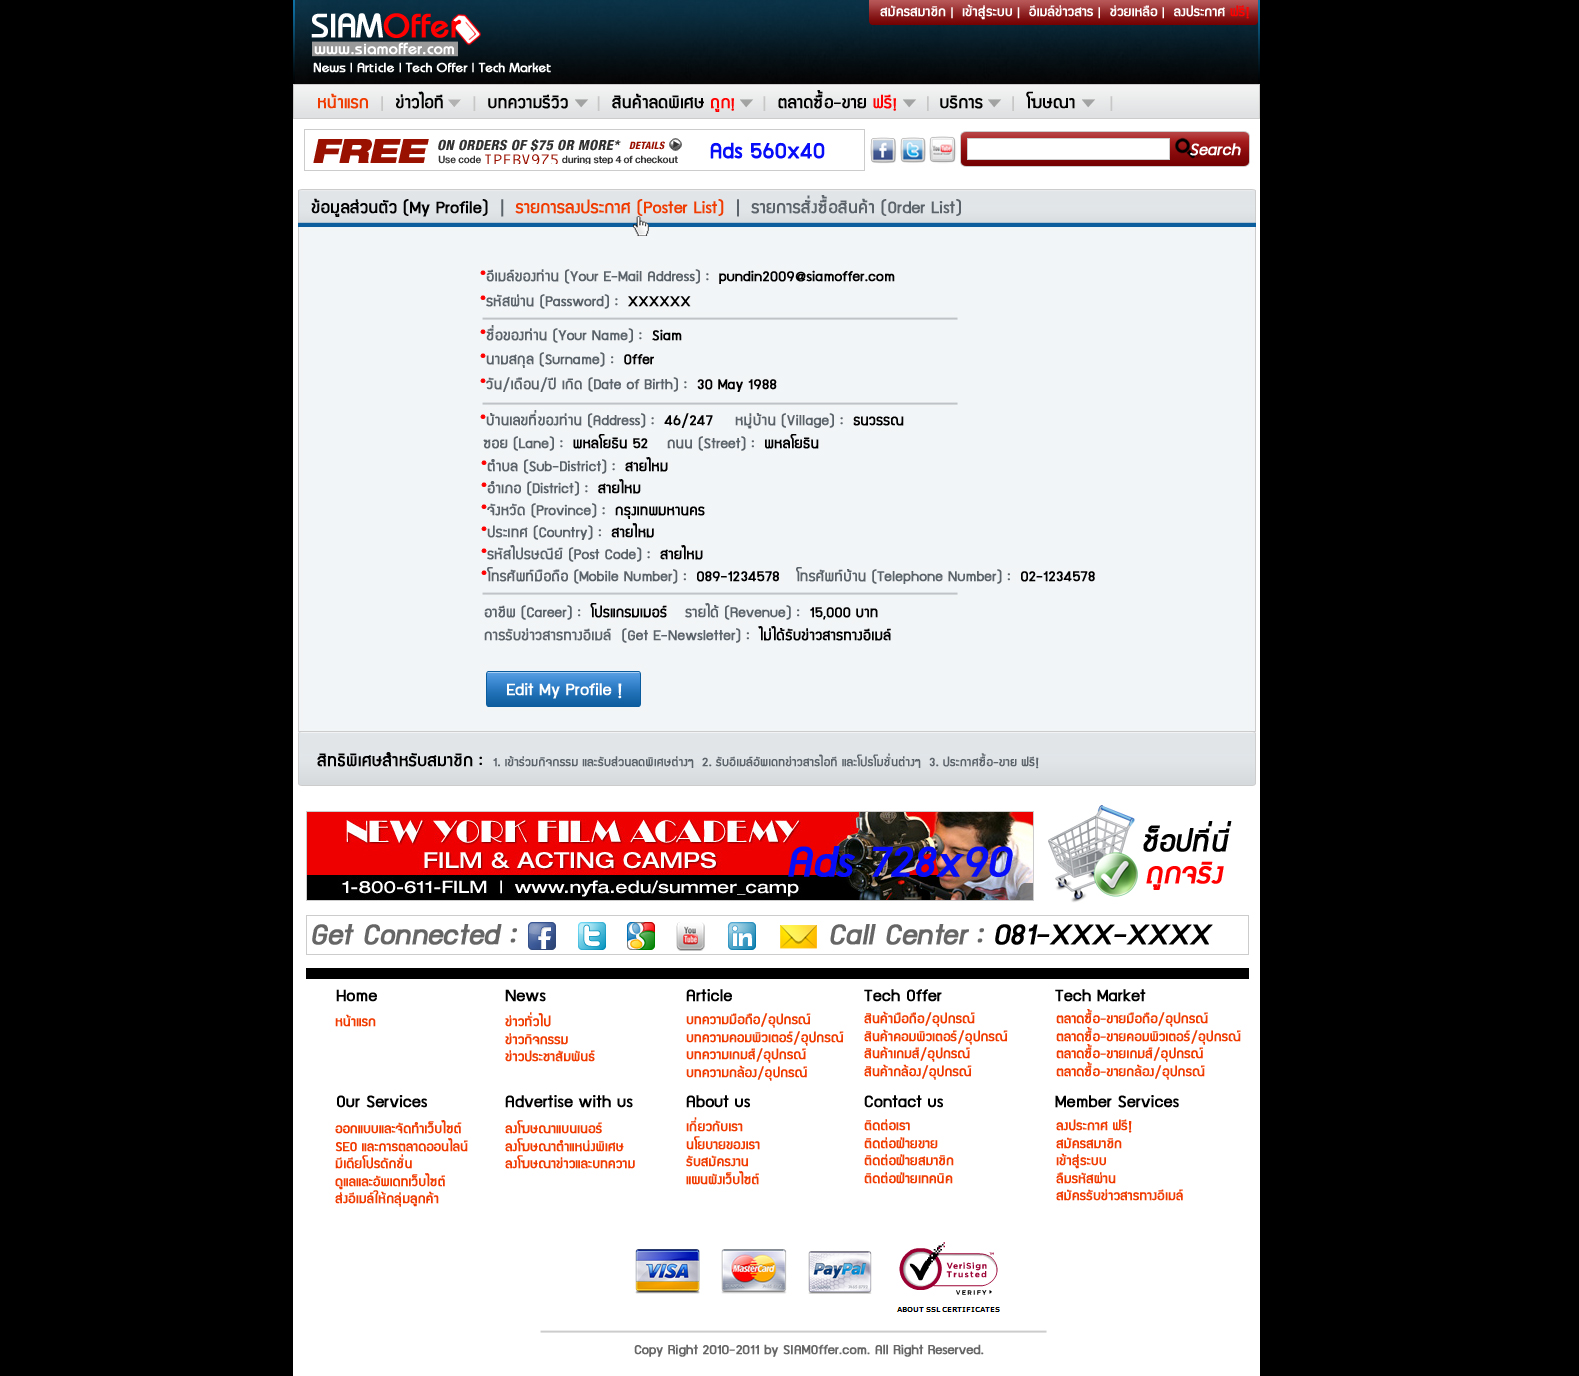 สมัครสมาชิก | เข้าสู่ระบบ | อีเมล์ข่าวสาร | ช่วยเหลือ | ลงประกาศ ฟรี!
SIAMOffer
www.siamoffer.com
News | Article | Tech Offer | Tech Market
หน้าแรก | ข่าวไอที | บทความรีวิว | สินค้าลดพิเศษ ถูก! | ตลาดซื้อ-ขาย ฟรี! | บริการ | โฆษณา |
FREE ON ORDERS OF $75 OR MORE* DETAILS
Use code TPFBV975 during step 4 of checkout
Ads 560x40
You Tube
Search
ข้อมูลส่วนตัว (My Profile) | รายการลงประกาศ (Poster List) | รายการสั่งซื้อสินค้า (Order List)
*อีเมล์ของท่าน (Your E-Mail Address) : pundin2009@siamoffer.com
*รหัสผ่าน (Password) : XXXXXX
*ชื่อของท่าน (Your Name) : Siam
*นามสกุล (Surname) : Offer
*วัน/เดือน/ปี เกิด (Date of Birth) : 30 May 1988
*บ้านเลขที่ของท่าน (Address) : 46/247 หมู่บ้าน (Village) : ธนวรรณ
ซอย (Lane) : พหลโยธิน 52 ถนน (Street) : พหลโยธิน
*ตำบล (Sub-District) : สายไหม
*อำเภอ (District) : สายไหม
*จังหวัด (Province) : กรุงเทพมหานคร
*ประเทศ (Country) : สายไหม
*รหัสไปรษณีย์ (Post Code) : สายไหม
*โทรศัพท์มือถือ (Mobile Number) : 089-1234578 โทรศัพท์บ้าน (Telephone Number) : 02-1234578
อาชีพ (Career) : โปรแกรมเมอร์ รายได้ (Revenue) : 15,000 บาท
การรับข่าวสารทางอีเมล์ (Get E-Newsletter) : ไม่ได้รับข่าวสารทางอีเมล์
Edit My Profile !
สิทธิพิเศษสำหรับสมาชิก : 1. เข้าร่วมกิจกรรม และรับส่วนลดพิเศษต่างๆ 2. รับอีเมล์อัพเดทข่าวสารไอที และโปรโมชั่นต่างๆ 3. ประกาศซื้อ-ขาย ฟรี!
NEW YORK FILM ACADEMY
FILM & ACTING CAMPS
1-800-611-FILM | www.nyfa.edu/summer_camp
Ads 728x90
ช็อปที่นี่
ถูกจริง
Get Connected : You Tube in Call Center : 081-XXX-XXXX
Home
หน้าแรก
News
ข่าวทั่วไป
ข่าวกิจกรรม
ข่าวประชาสัมพันธ์
Article
บทความมือถือ/อุปกรณ์
บทความคอมพิวเตอร์/อุปกรณ์
บทความเกมส์/อุปกรณ์
บทความกล้อง/อุปกรณ์
Tech Offer
สินค้ามือถือ/อุปกรณ์
สินค้าคอมพิวเตอร์/อุปกรณ์
สินค้าเกมส์/อุปกรณ์
สินค้ากล้อง/อุปกรณ์
Tech Market
ตลาดซื้อ-ขายมือถือ/อุปกรณ์
ตลาดซื้อ-ขายคอมพิวเตอร์/อุปกรณ์
ตลาดซื้อ-ขายเกมส์/อุปกรณ์
ตลาดซื้อ-ขายกล้อง/อุปกรณ์
Our Services
ออกแบบและจัดทำเว็บไซต์
SEO และการตลาดออนไลน์
มีเดียโปรดักชั่น
ดูแลและอัพเดทเว็บไซต์
ส่งอีเมล์ให้กลุ่มลูกค้า
Advertise with us
ลงโฆษณาแบนเนอร์
ลงโฆษณาตำแหน่งพิเศษ
ลงโฆษณาข่าวและบทความ
About us
เกี่ยวกับเรา
นโยบายของเรา
รับสมัครงาน
แผนผังเว็บไซต์
Contact us
ติดต่อเรา
ติดต่อฝ่ายขาย
ติดต่อฝ่ายสมาชิก
ติดต่อฝ่ายเทคนิค
Member Services
ลงประกาศ ฟรี!
สมัครสมาชิก
เข้าสู่ระบบ
ลืมรหัสผ่าน
สมัครรับข่าวสารทางอีเมล์
VISA MasterCard PayPal VeriSign Trusted
VERIFY
ABOUT SSL CERTIFICATES
Copy Right 2010-2011 by SIAMOffer.com. All Right Reserved.